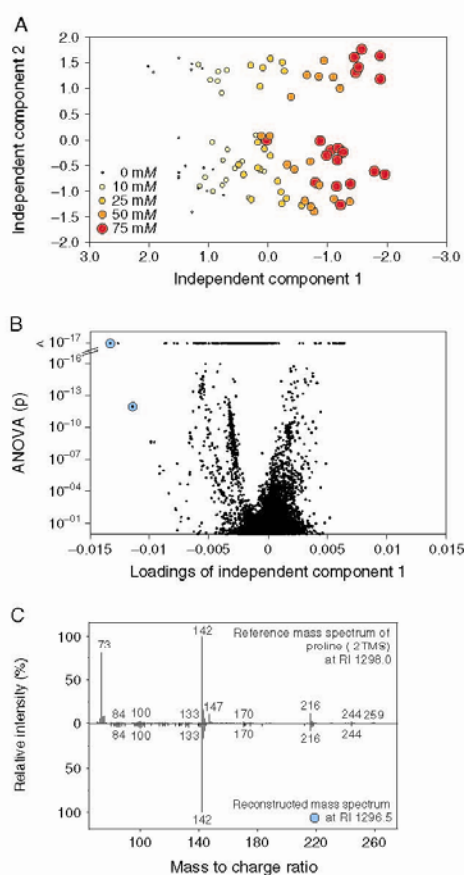 A
Independent component 2
2.0
1.5
1.0
0.5
0.0
−0.5
−1.0
−1.5
−2.0
0 mM
10 mM
25 mM
50 mM
75 mM
3.0 2.0 1.0 0.0 −1.0 −2.0 −3.0
Independent component 1
B
ANOVA (p)
< 10⁻¹⁷
10⁻¹⁶
10⁻¹³
10⁻¹⁰
10⁻⁰⁷
10⁻⁰⁴
10⁻⁰¹
−0.015 −0.01 −0.005 0 0.005 0.01 0.015
Loadings of independent component 1
C
Relative intensity (%)
100
50
0
50
100
Reference mass spectrum of
proline ( 2TMS)
at RI 1298.0
73
142
84 100 133 147 170 216 244 259
84 100 133 170 216 244
142
Reconstructed mass spectrum
at RI 1296.5
100 140 180 220 260
Mass to charge ratio